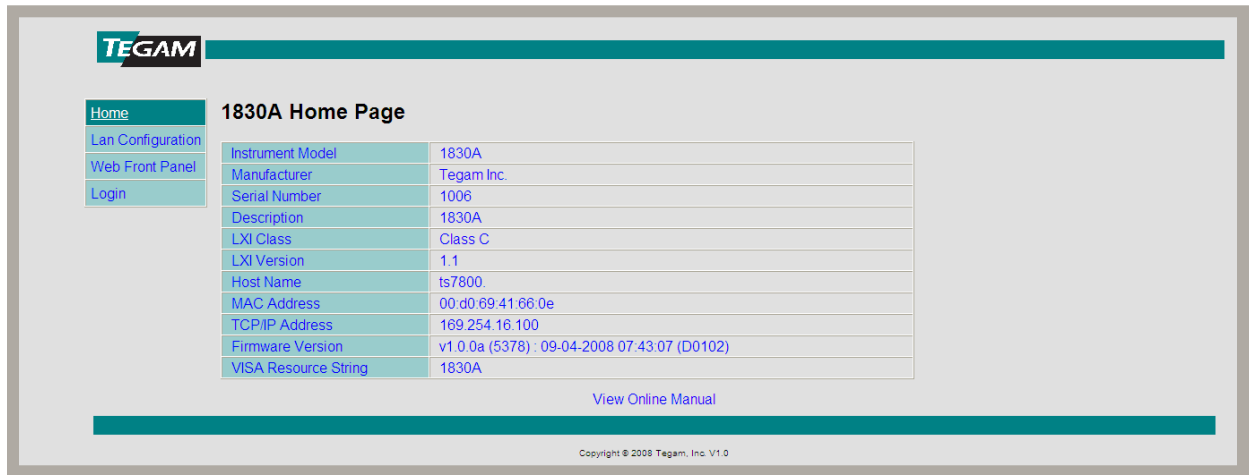 TEGAM
Home
Lan Configuration
Web Front Panel
Login
1830A Home Page
Instrument Model 1830A
Manufacturer Tegam Inc.
Serial Number 1006
Description 1830A
LXI Class Class C
LXI Version 1.1
Host Name ts7800.
MAC Address 00:d0:69:41:66:0e
TCP/IP Address 169.254.16.100
Firmware Version v1.0.0a (5378) : 09-04-2008 07:43:07 (D0102)
VISA Resource String 1830A
View Online Manual
Copyright © 2008 Tegam, Inc. V1.0